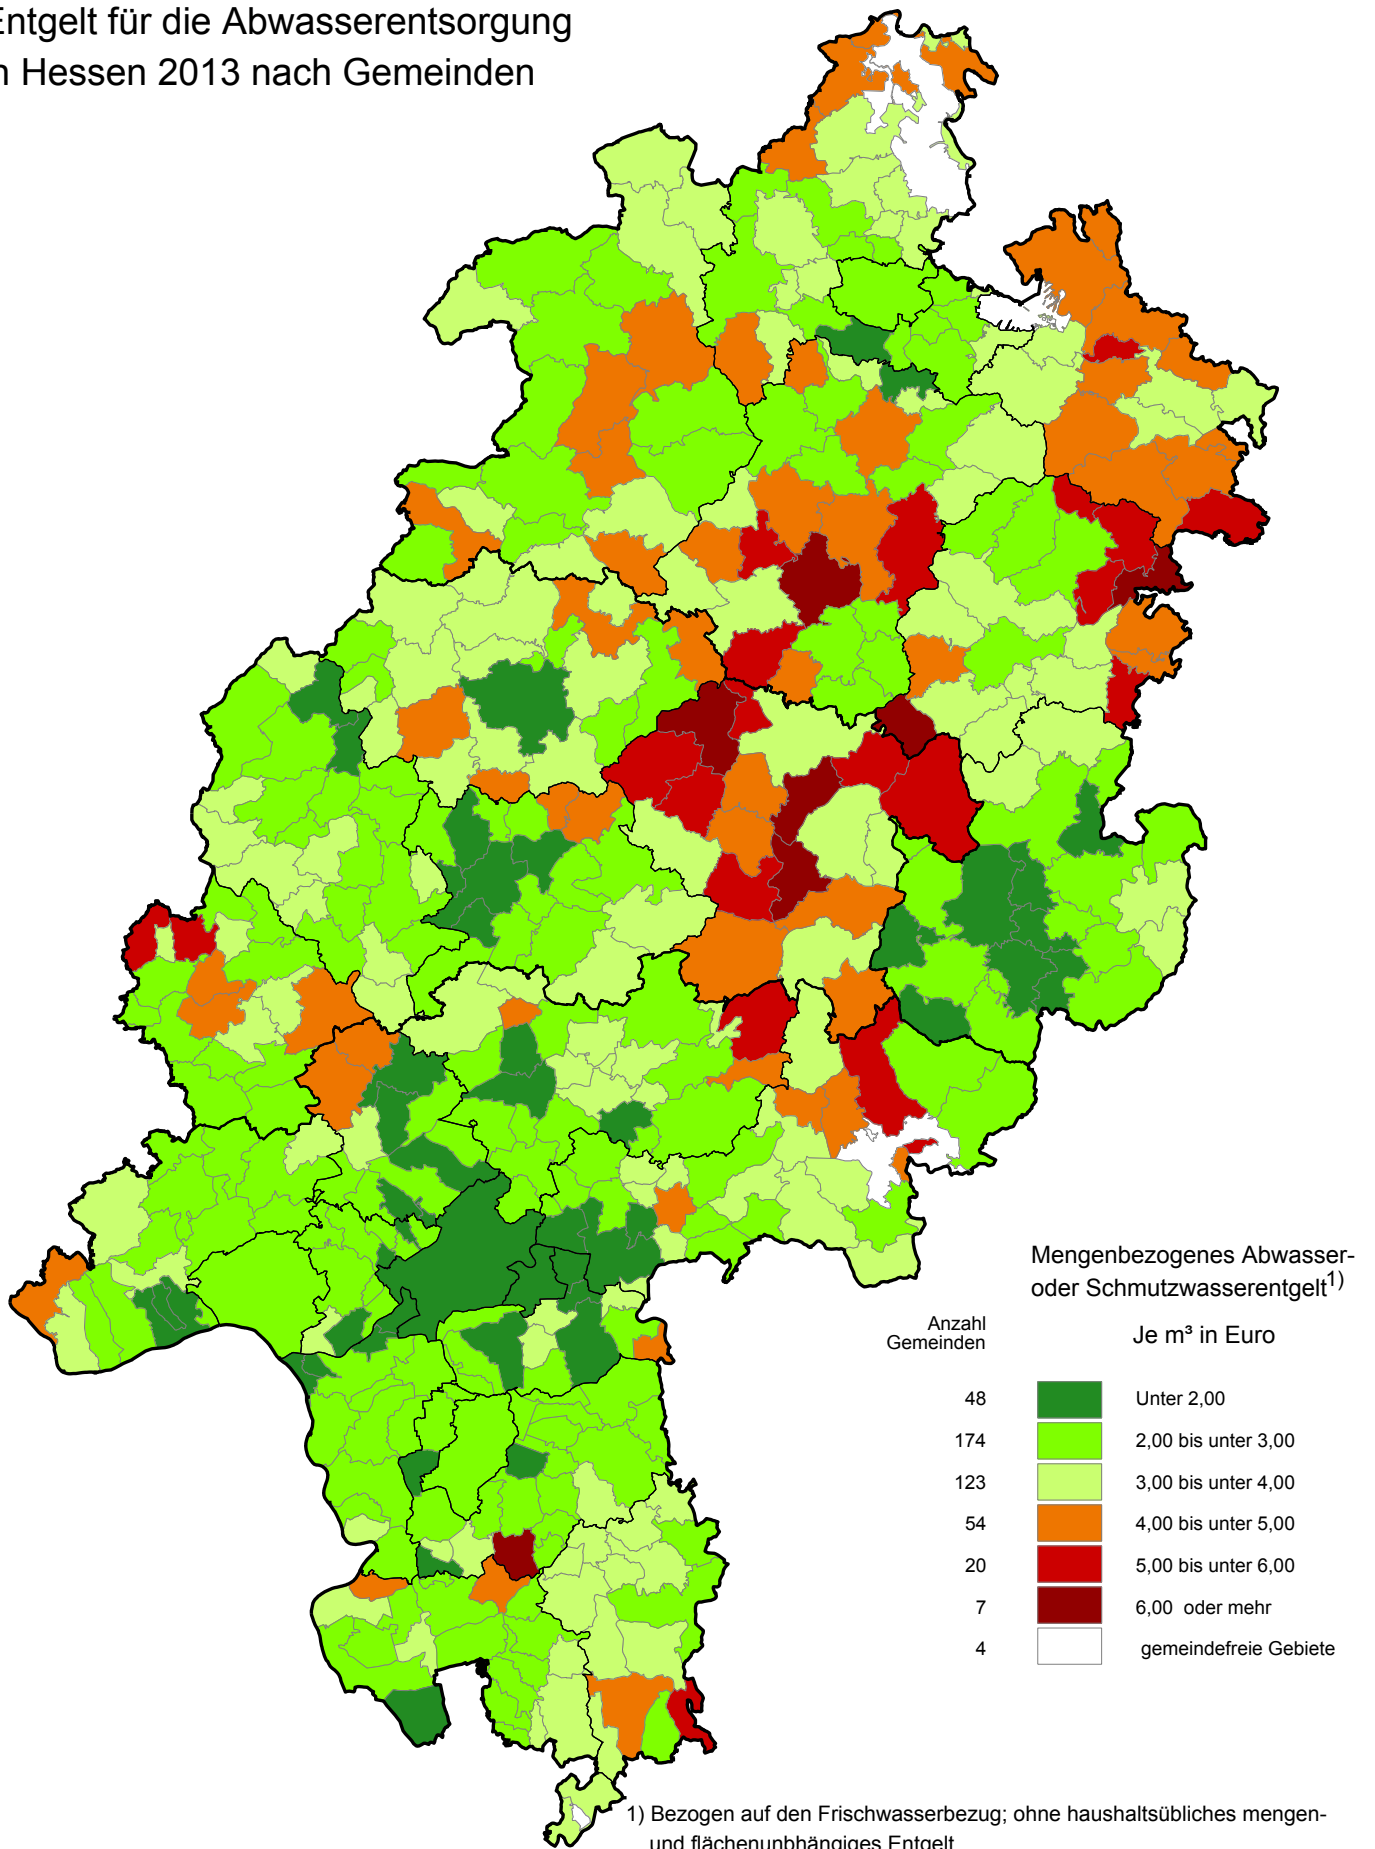 Entgelt für die Abwasserentsorgung
n Hessen 2013 nach Gemeinden
Mengenbezogenes Abwasser-
oder Schmutzwasserentgelt1)
Anzahl
Gemeinden
Je m³ in Euro
48 Unter 2,00
174 2,00 bis unter 3,00
123 3,00 bis unter 4,00
54 4,00 bis unter 5,00
20 5,00 bis unter 6,00
7 6,00 oder mehr
4 gemeindefreie Gebiete
1) Bezogen auf den Frischwasserbezug; ohne haushaltsübliches mengen-
und flächenunbhängiges Entgelt